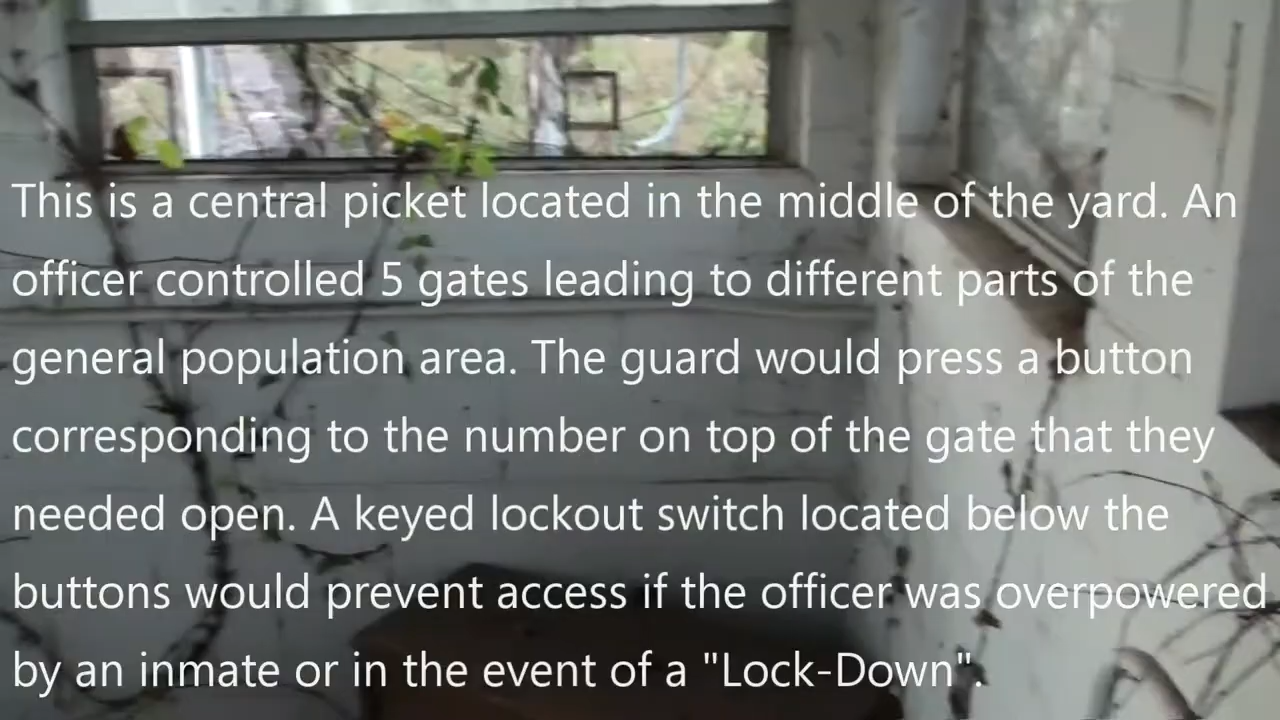 This is a central picket located in the middle of the yard. An
officer controlled 5 gates leading to different parts of the
general population area. The guard would press a button
corresponding to the number on top of the gate that they
needed open. A keyed lockout switch located below the
buttons would prevent access if the officer was overpowered
by an inmate or in the event of a "Lock-Down".